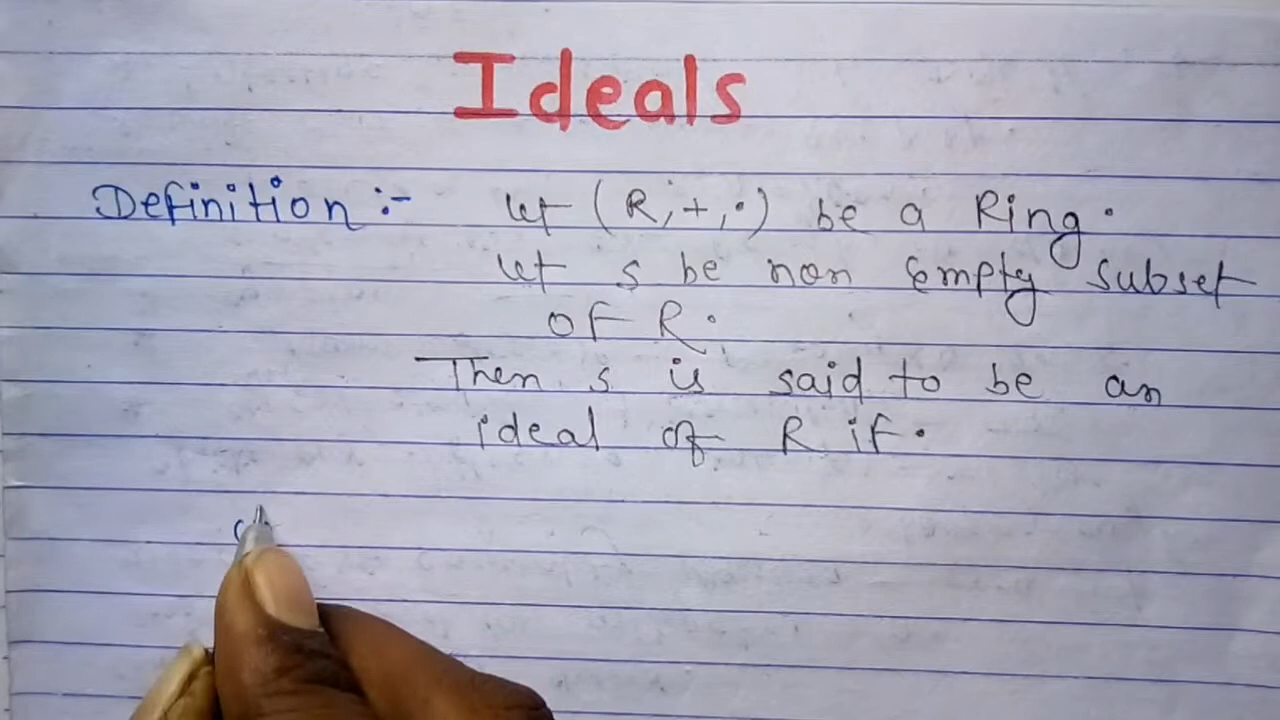 Ideals
Definition :- let (R, +, •) be a Ring.
let s be non empty subset
of R.
Then s is said to be an
ideal of R if.
(